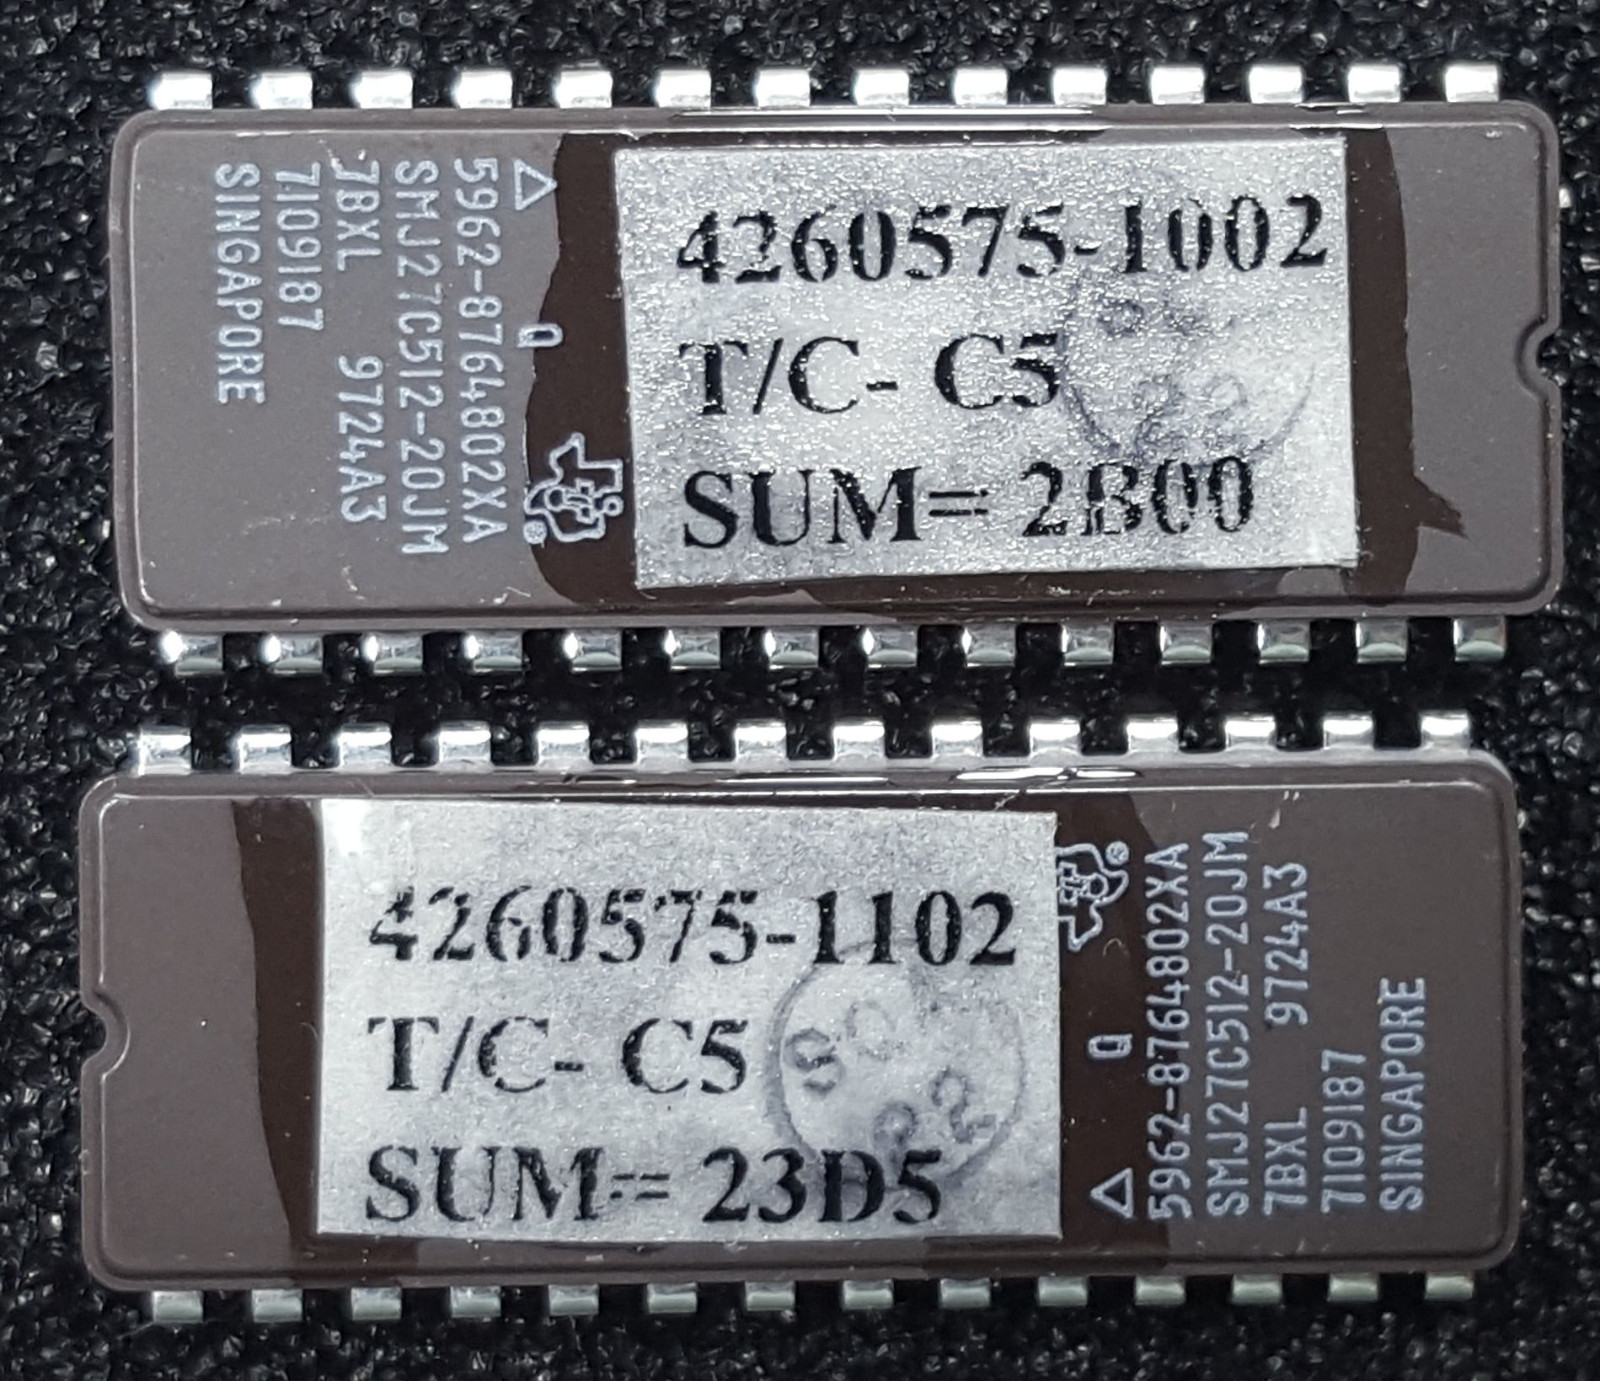 4260575-1002
T/C- C5
SUM= 2B00
Q
5962-8764802XA
SMJ27C512-20JM
7BXL 9724A3
7109187
SINGAPORE
4260575-1102
T/C- C5
SUM= 23D5
Q
5962-8764802XA
SMJ27C512-20JM
7BXL 9724A3
7109187
SINGAPORE